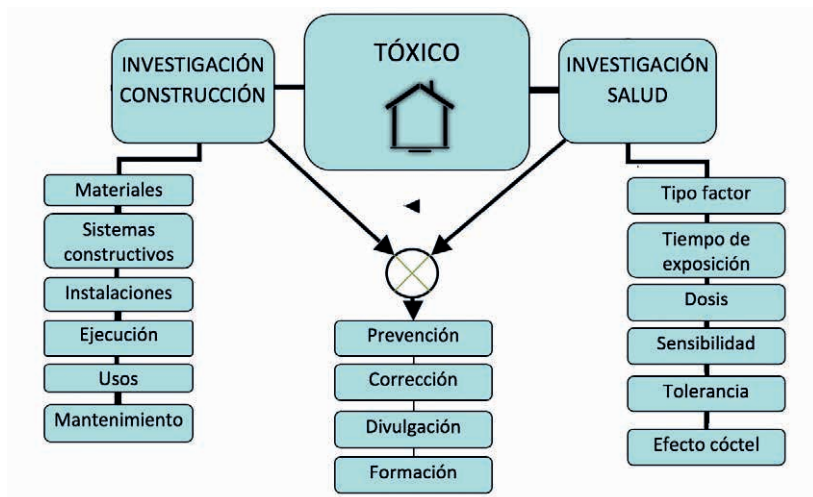 TÓXICO
INVESTIGACIÓN
CONSTRUCCIÓN
INVESTIGACIÓN
SALUD
Materiales
Sistemas
constructivos
Instalaciones
Ejecución
Usos
Mantenimiento
Prevención
Corrección
Divulgación
Formación
Tipo factor
Tiempo de
exposición
Dosis
Sensibilidad
Tolerancia
Efecto cóctel